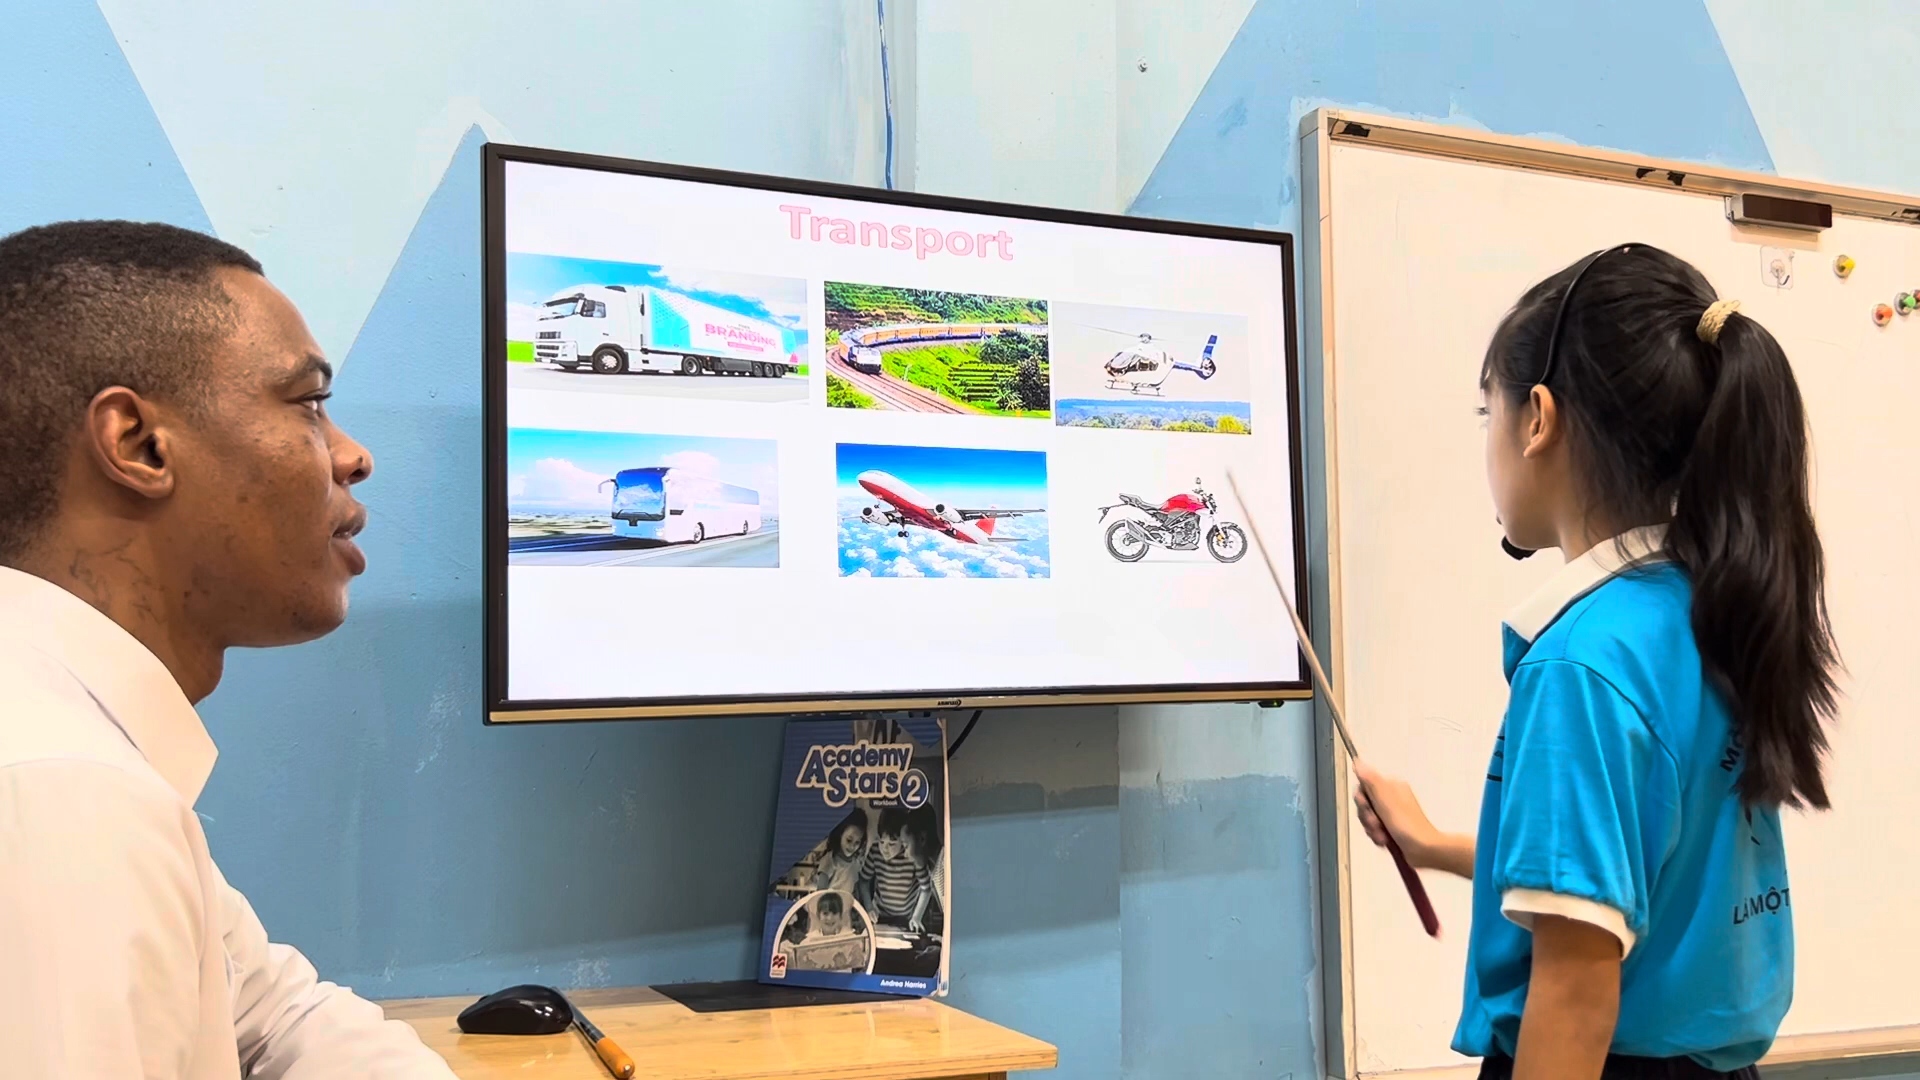 Transport
BRANDING
Academy
Stars 2
Workbook
Andrea Harries
LÀ MỘT